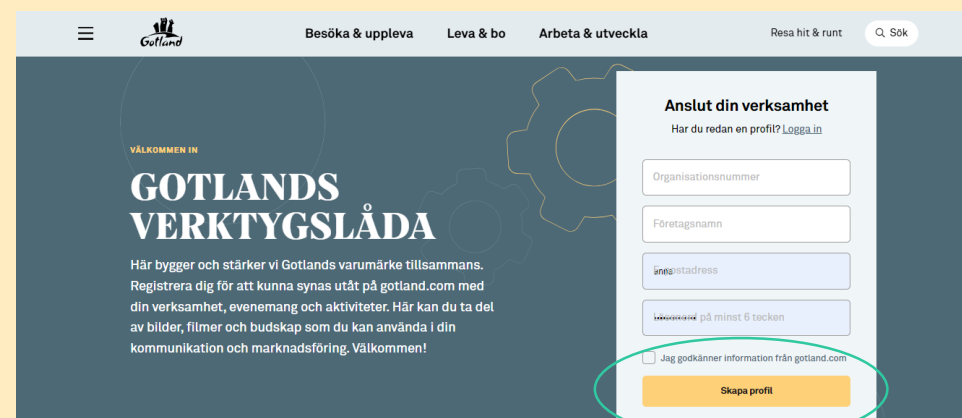 Gotland
Besöka & uppleva
Leva & bo
Arbeta & utveckla
Resa hit & runt
Sök
VÄLKOMMEN IN
GOTLANDS
VERKTYGSLÅDA
Här bygger och stärker vi Gotlands varumärke tillsammans.
Registrera dig för att kunna synas utåt på gotland.com med
din verksamhet, evenemang och aktiviteter. Här kan du ta del
av bilder, filmer och budskap som du kan använda i din
kommunikation och marknadsföring. Välkommen!
Anslut din verksamhet
Har du redan en profil? Logga in
Organisationsnummer
Företagsnamn
anna
på minst 6 tecken
Jag godkänner information från gotland.com
Skapa profil